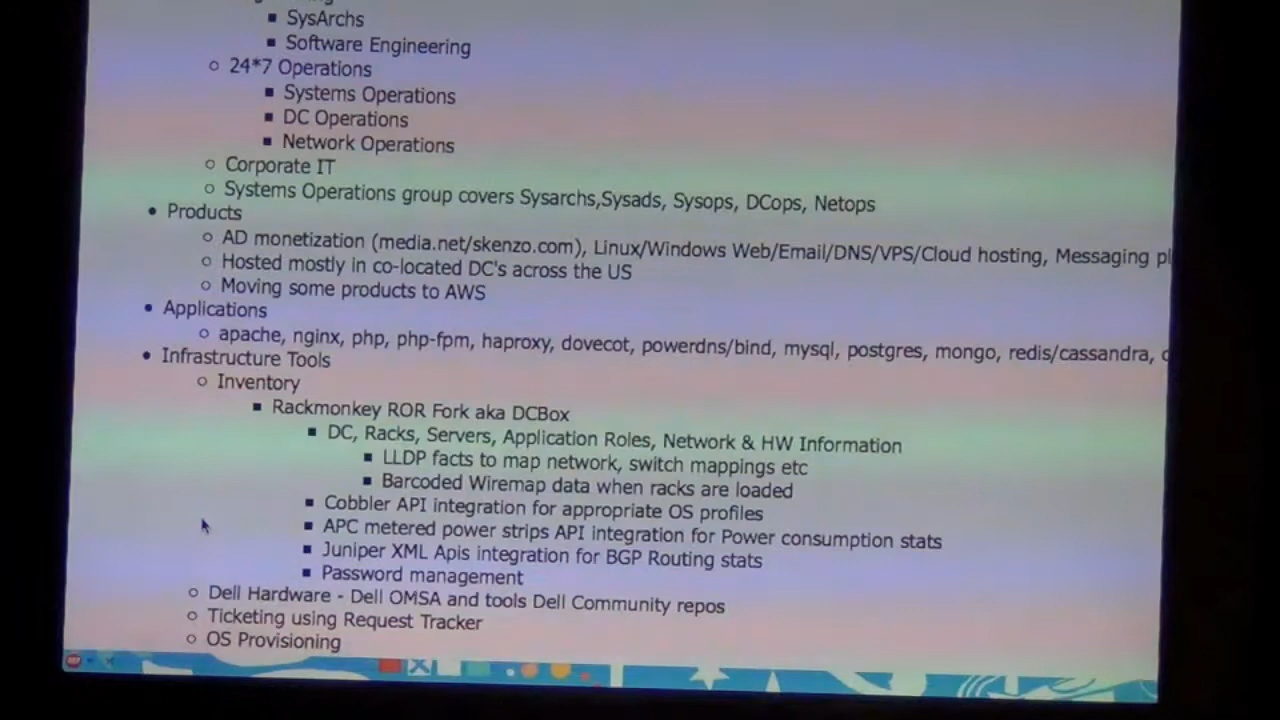 SysArchs
Software Engineering
24*7 Operations
Systems Operations
DC Operations
Network Operations
Corporate IT
Systems Operations group covers Sysarchs,Sysads, Sysops, DCops, Netops
Products
AD monetization (media.net/skenzo.com), Linux/Windows Web/Email/DNS/VPS/Cloud hosting, Messaging
Hosted mostly in co-located DC's across the US
Moving some products to AWS
Applications
apache, nginx, php, php-fpm, haproxy, dovecot, powerdns/bind, mysql, postgres, mongo, redis/cassandra,
Infrastructure Tools
Inventory
Rackmonkey ROR Fork aka DCBox
DC, Racks, Servers, Application Roles, Network & HW Information
LLDP facts to map network, switch mappings etc
Barcoded Wiremap data when racks are loaded
Cobbler API integration for appropriate OS profiles
APC metered power strips API integration for Power consumption stats
Juniper XML Apis integration for BGP Routing stats
Password management
Dell Hardware - Dell OMSA and tools Dell Community repos
Ticketing using Request Tracker
OS Provisioning